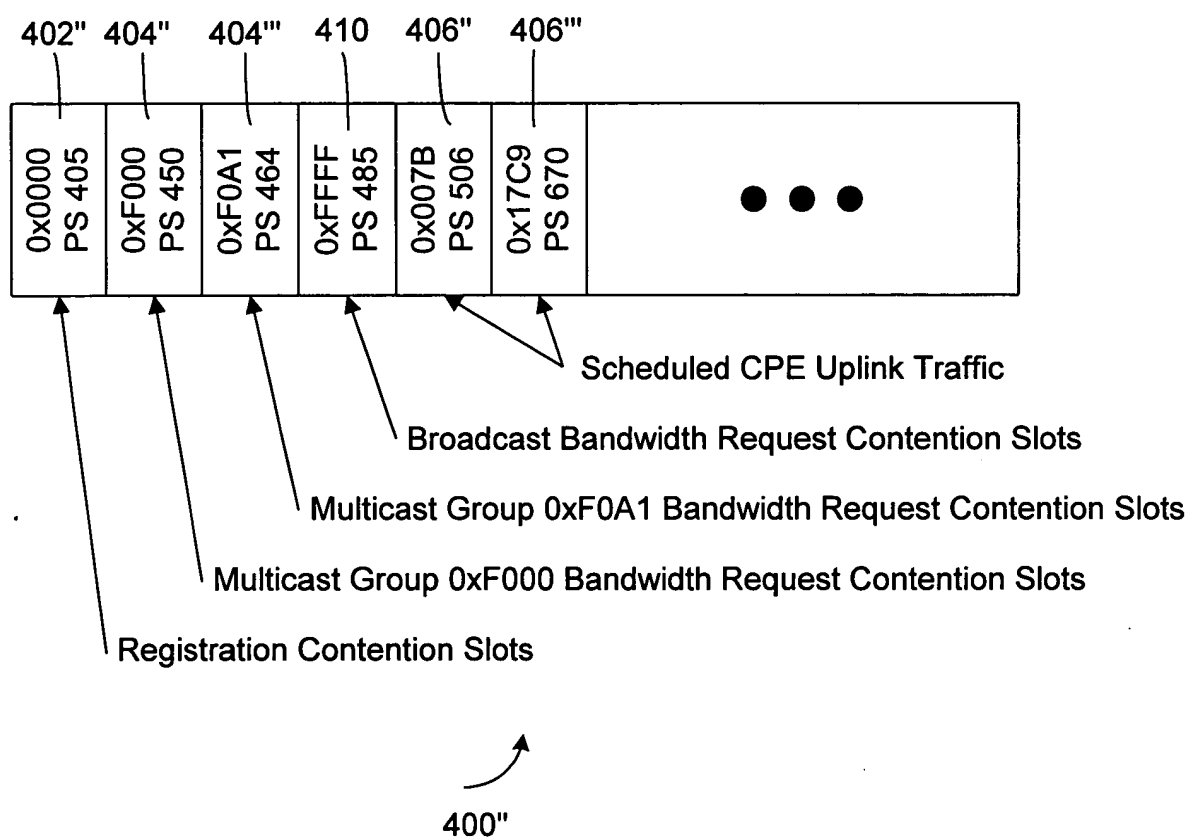 402" 404" 404'" 410 406" 406'"
0x0000
PS 405
0xF000
PS 450
0xF0A1
PS 464
0xFFFF
PS 485
0x007B
PS 506
0x17C9
PS 670
Scheduled CPE Uplink Traffic
Broadcast Bandwidth Request Contention Slots
Multicast Group 0xF0A1 Bandwidth Request Contention Slots
Multicast Group 0xF000 Bandwidth Request Contention Slots
Registration Contention Slots
400"